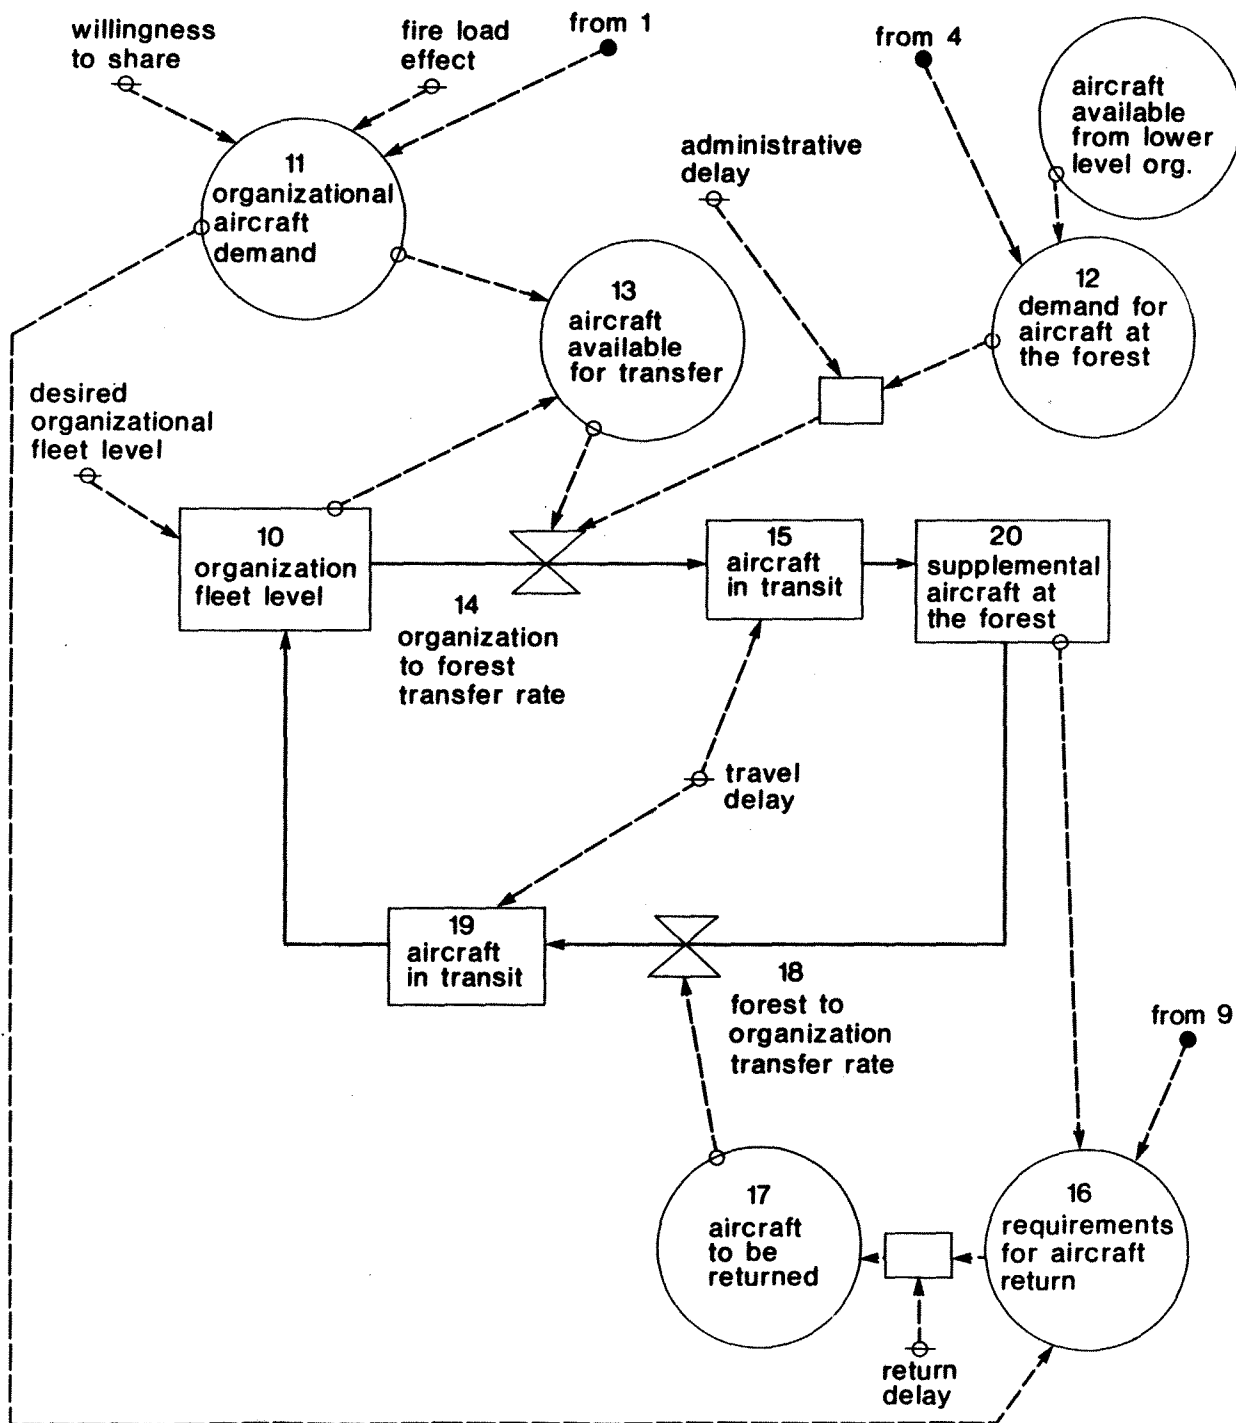 willingness
to share
fire load
effect
from 1
from 4
aircraft
available
from lower
level org.
administrative
delay
11
organizational
aircraft
demand
13
aircraft
available
for transfer
12
demand for
aircraft at
the forest
desired
organizational
fleet level
10
organization
fleet level
14
organization
to forest
transfer rate
15
aircraft
in transit
20
supplemental
aircraft at
the forest
travel
delay
19
aircraft
in transit
18
forest to
organization
transfer rate
from 9
17
aircraft
to be
returned
16
requirements
for aircraft
return
return
delay